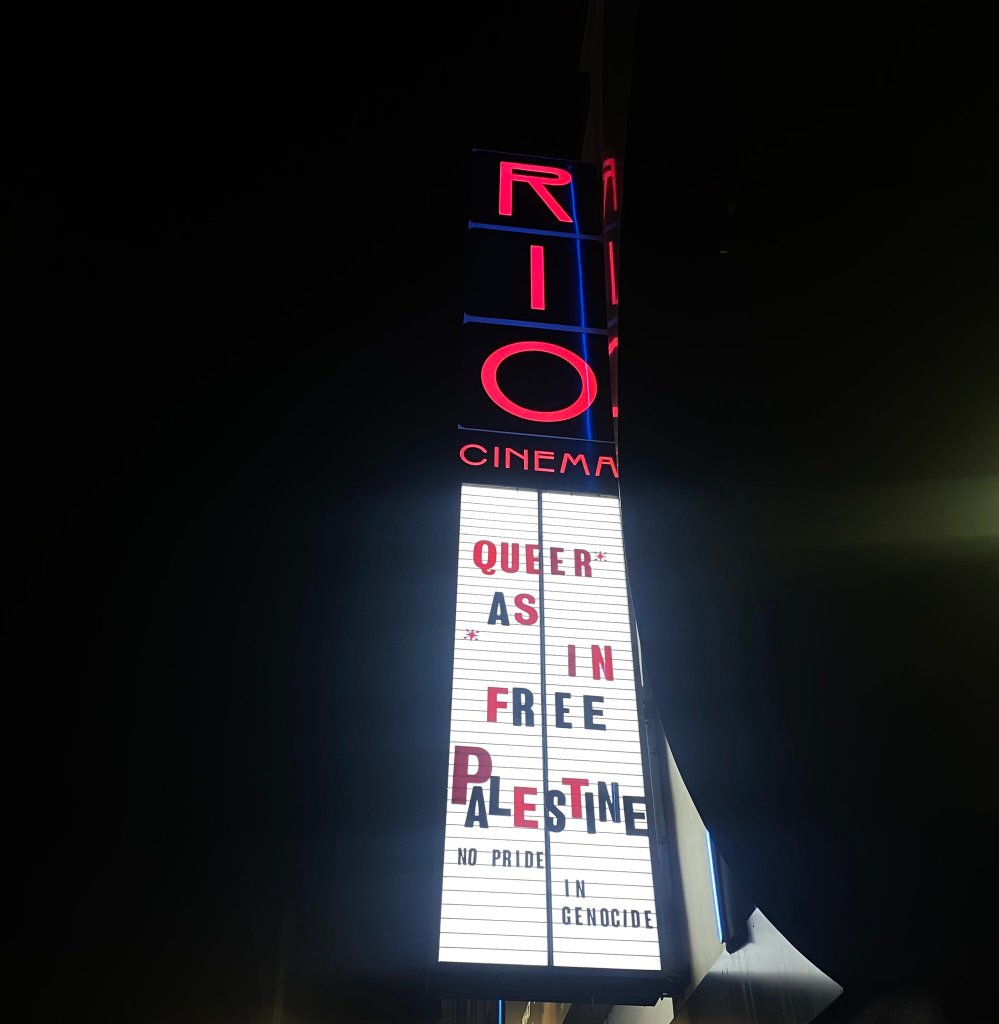 RIO
CINEMA
QUEER*
AS
* IN
FREE
PALESTINE
NO PRIDE
IN
GENOCIDE